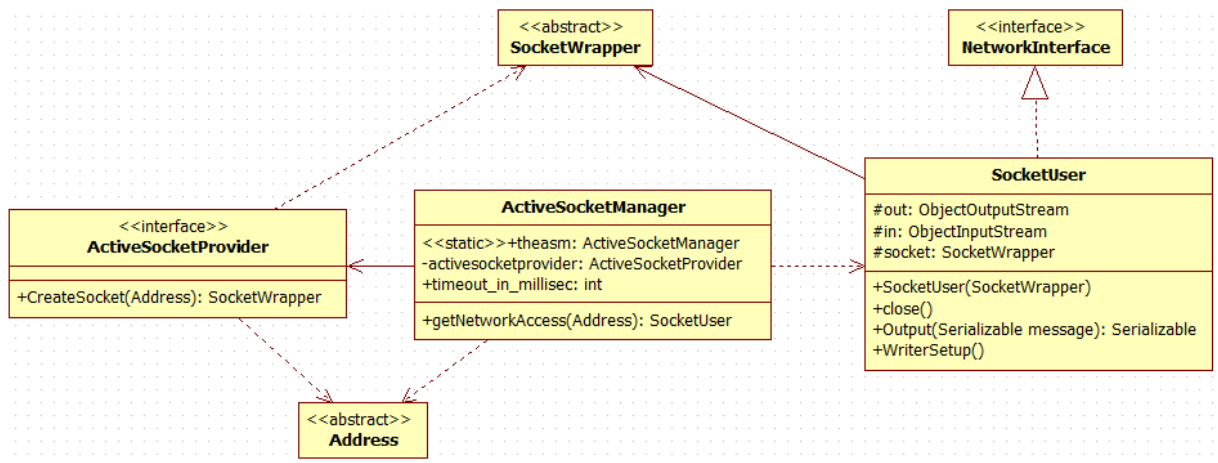 <<abstract>>
SocketWrapper
<<interface>>
NetworkInterface
<<interface>>
ActiveSocketProvider
+CreateSocket(Address): SocketWrapper
ActiveSocketManager
<<static>>+theasm: ActiveSocketManager
-activesocketprovider: ActiveSocketProvider
+timeout_in_millisec: int
+getNetworkAccess(Address): SocketUser
SocketUser
#out: ObjectOutputStream
#in: ObjectInputStream
#socket: SocketWrapper
+SocketUser(SocketWrapper)
+close()
+Output(Serializable message): Serializable
+WriterSetup()
<<abstract>>
Address